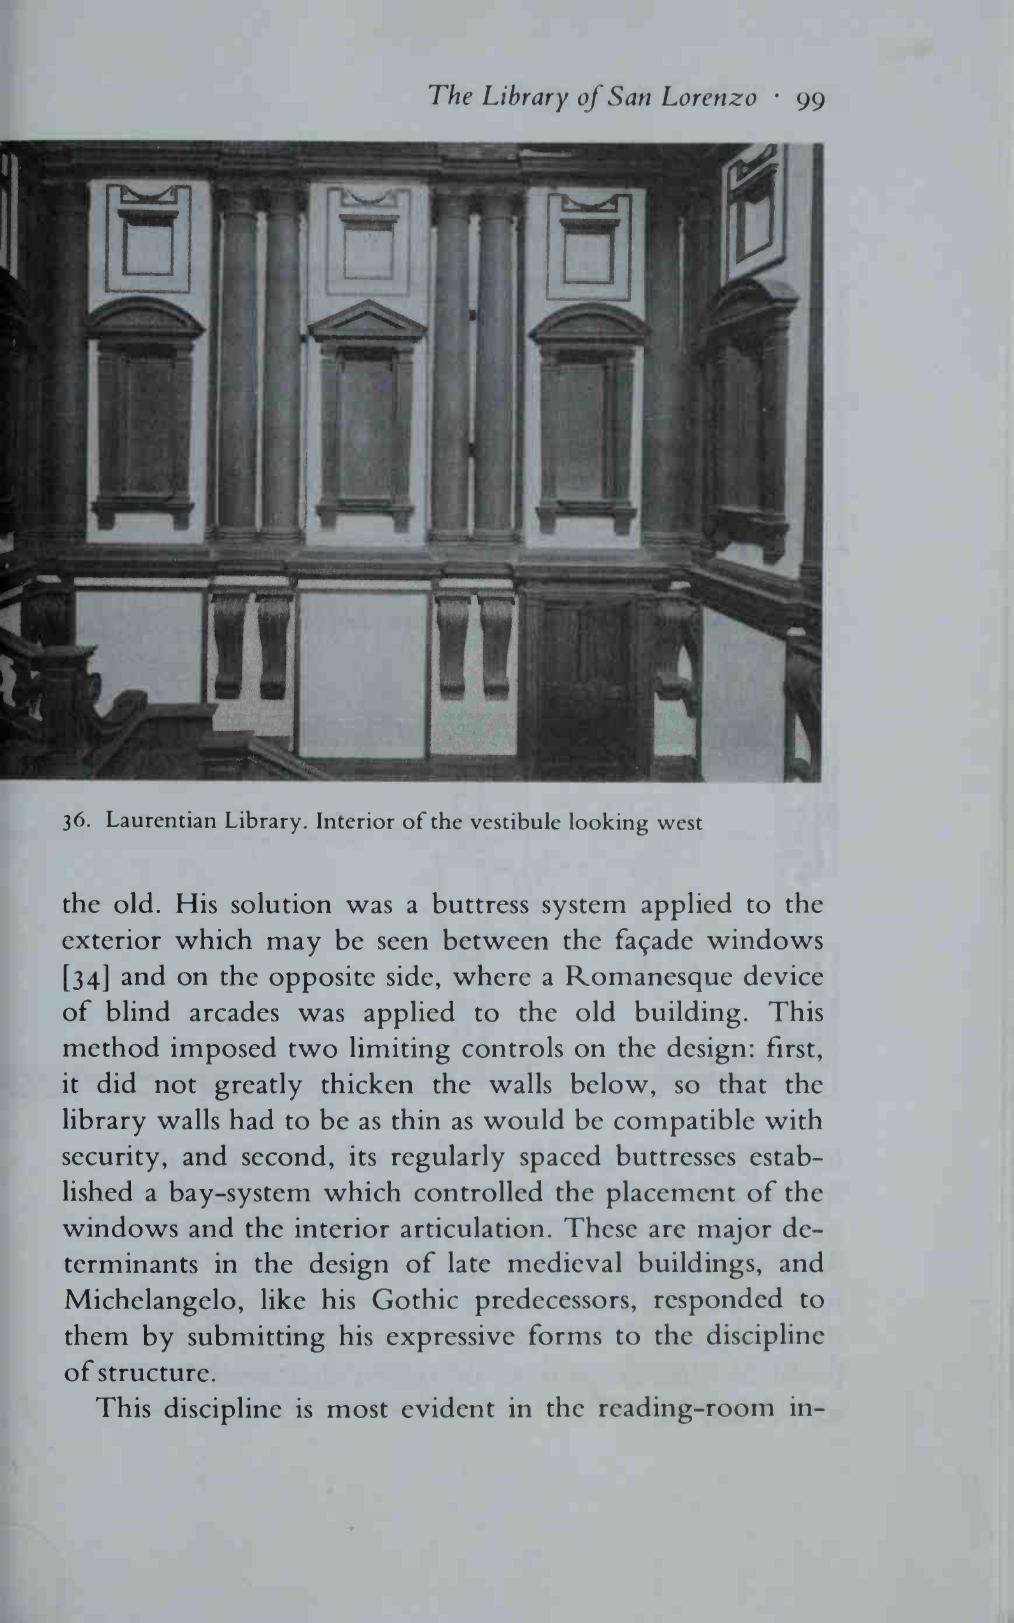 The Library of San Lorenzo · 99
36. Laurentian Library. Interior of the vestibule looking west
the old. His solution was a buttress system applied to the
exterior which may be seen between the façade windows
[34] and on the opposite side, where a Romanesque device
of blind arcades was applied to the old building. This
method imposed two limiting controls on the design: first,
it did not greatly thicken the walls below, so that the
library walls had to be as thin as would be compatible with
security, and second, its regularly spaced buttresses estab-
lished a bay-system which controlled the placement of the
windows and the interior articulation. These are major de-
terminants in the design of late medieval buildings, and
Michelangelo, like his Gothic predecessors, responded to
them by submitting his expressive forms to the discipline
of structure.
This discipline is most evident in the reading-room in-